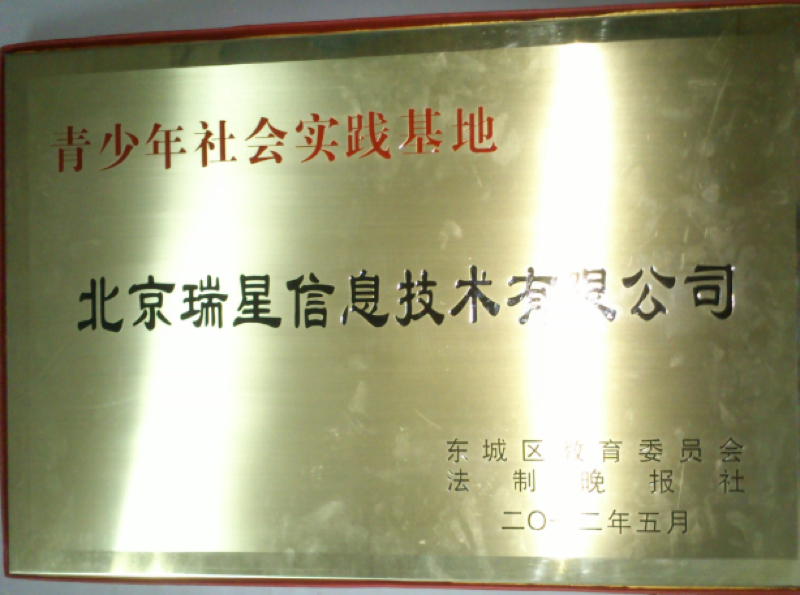 青少年社会实践基地
北京瑞星信息技术有限公司
东城区教育委员会
法制晚报社
二〇一二年五月